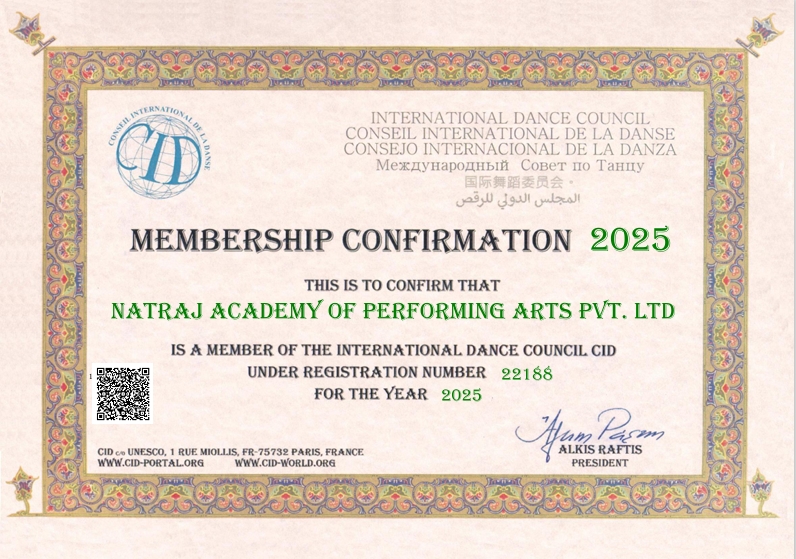 CONSEIL INTERNATIONAL DE LA DANSE
CID
INTERNATIONAL DANCE COUNCIL
CONSEIL INTERNATIONAL DE LA DANSE
CONSEJO INTERNACIONAL DE LA DANZA
Международный Совет по Танцу
国际舞蹈委员会·
المجلس الدولي للرقص
MEMBERSHIP CONFIRMATION 2025
THIS IS TO CONFIRM THAT
NATRAJ ACADEMY OF PERFORMING ARTS PVT. LTD
IS A MEMBER OF THE INTERNATIONAL DANCE COUNCIL CID
UNDER REGISTRATION NUMBER 22188
FOR THE YEAR 2025
1
ALKIS RAFTIS
PRESIDENT
CID c/o UNESCO, 1 RUE MIOLLIS, FR-75732 PARIS, FRANCE
WWW.CID-PORTAL.ORG WWW.CID-WORLD.ORG